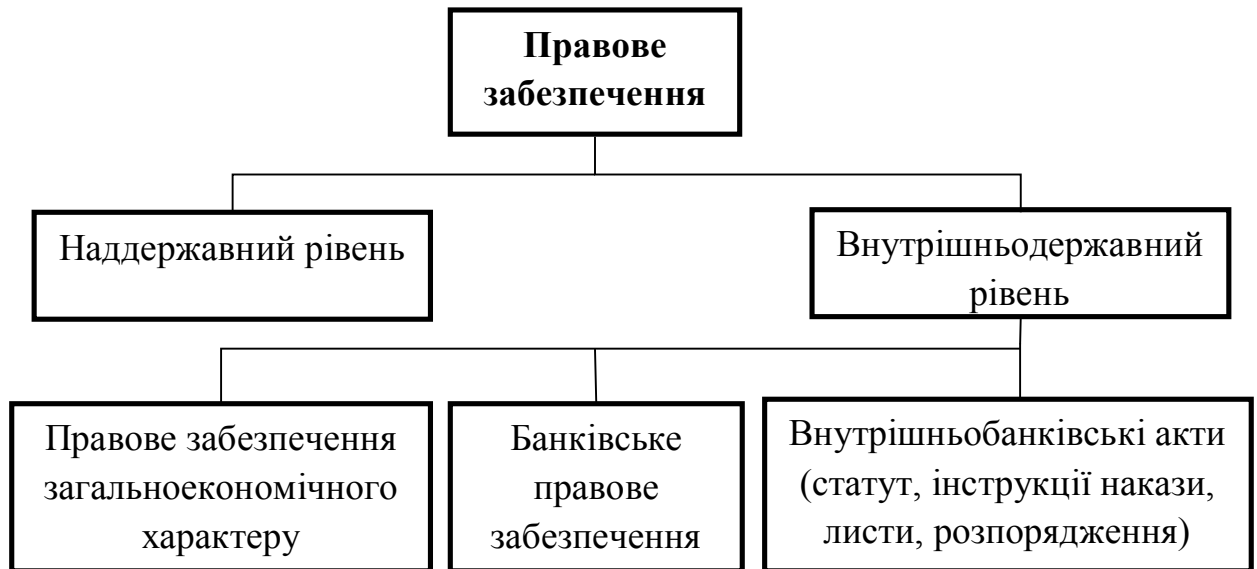 Правове
забезпечення
Наддержавний рівень
Внутрішньодержавний
рівень
Правове забезпечення
загальноекономічного
характеру
Банківське
правове
забезпечення
Внутрішньобанківські акти
(статут, інструкції накази,
листи, розпорядження)